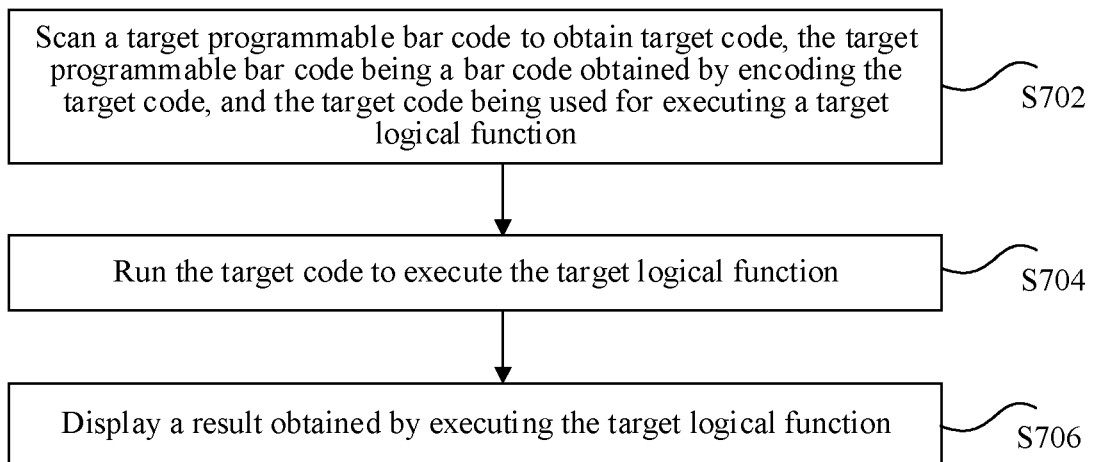 Scan a target programmable bar code to obtain target code, the target
programmable bar code being a bar code obtained by encoding the
target code, and the target code being used for executing a target
logical function
S702
Run the target code to execute the target logical function
S704
Display a result obtained by executing the target logical function
S706